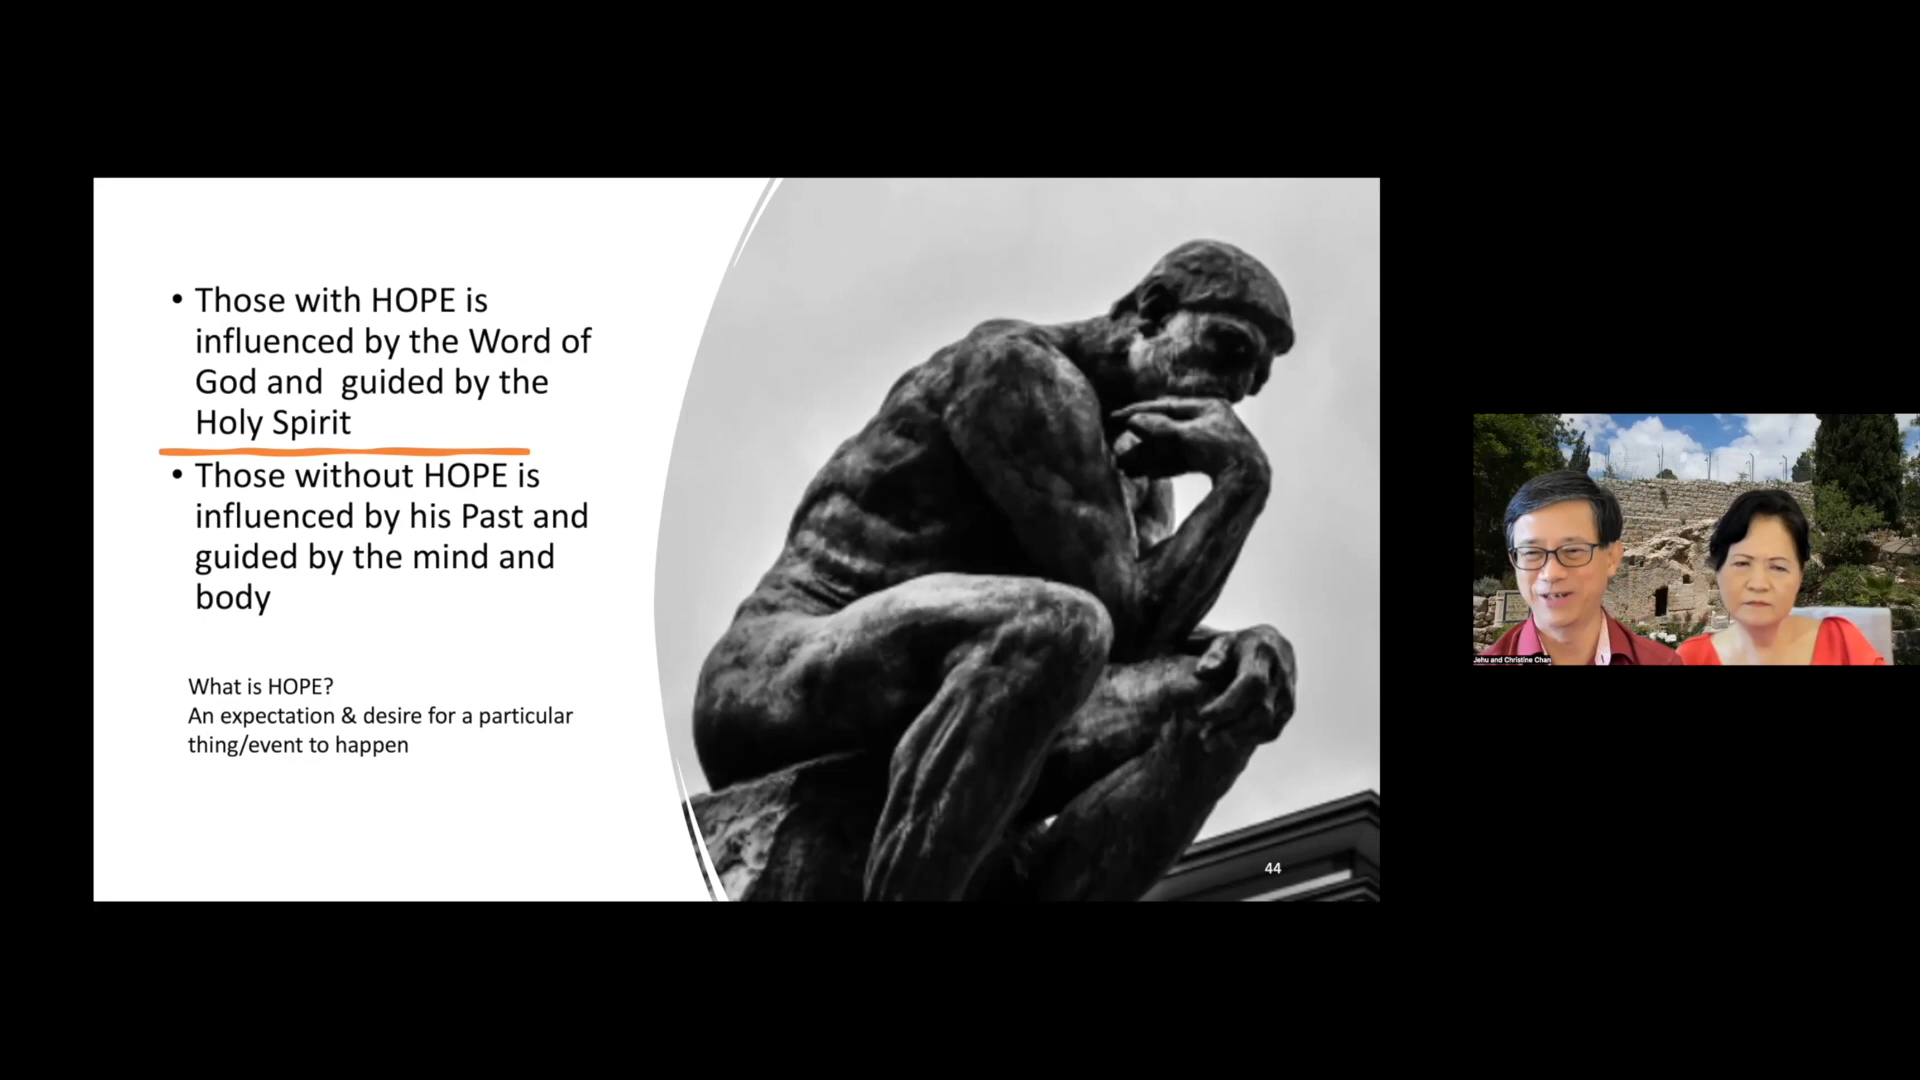 • Those with HOPE is
influenced by the Word of
God and  guided by the
Holy Spirit
• Those without HOPE is
influenced by his Past and
guided by the mind and
body
What is HOPE?
An expectation & desire for a particular
thing/event to happen
44
Jehu and Christine Chan